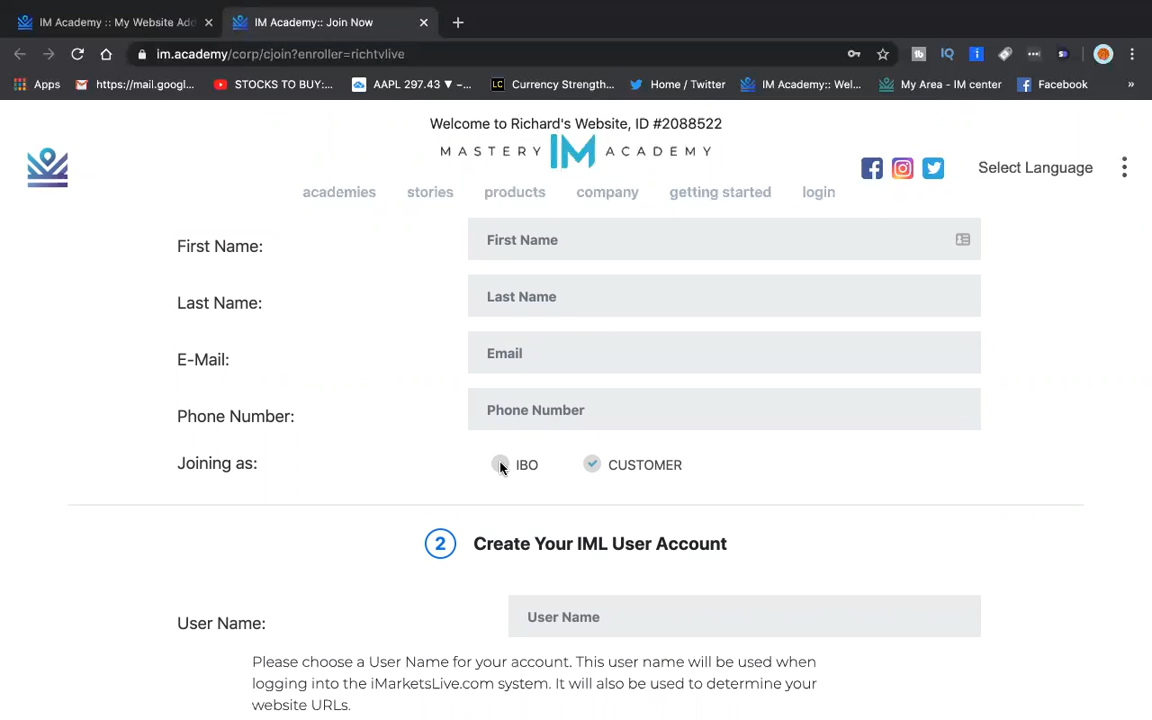 IM Academy :: My Website Add
IM Academy:: Join Now
im.academy/corp/cjoin?enroller=richtvlive
Apps
https://mail.googl...
STOCKS TO BUY:...
AAPL 297.43 ▼ –...
LC Currency Strength...
Home / Twitter
IM Academy:: Wel...
My Area - IM center
Facebook
»
Welcome to Richard's Website, ID #2088522
MASTERY IM ACADEMY
Select Language
academies stories products company getting started login
First Name: First Name
Last Name: Last Name
E-Mail: Email
Phone Number: Phone Number
Joining as: IBO CUSTOMER
2 Create Your IML User Account
User Name: User Name
Please choose a User Name for your account. This user name will be used when
logging into the iMarketsLive.com system. It will also be used to determine your
website URLs.